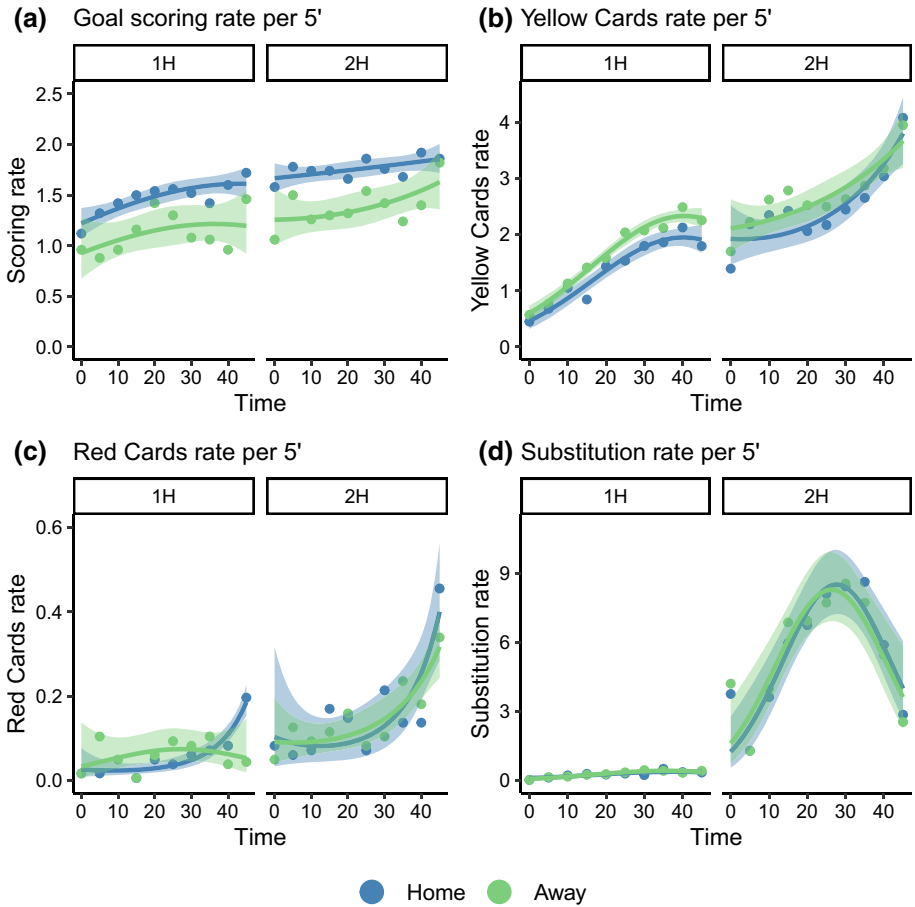 (a) Goal scoring rate per 5'
1H 2H
2.5
2.0
1.5
1.0
0.5
0.0
Scoring rate
0 10 20 30 40 0 10 20 30 40
Time
(b) Yellow Cards rate per 5'
1H 2H
4
3
2
1
0
Yellow Cards rate
0 10 20 30 40 0 10 20 30 40
Time
(c) Red Cards rate per 5'
1H 2H
0.6
0.4
0.2
0.0
Red Cards rate
0 10 20 30 40 0 10 20 30 40
Time
(d) Substitution rate per 5'
1H 2H
9
6
3
0
Substitution rate
0 10 20 30 40 0 10 20 30 40
Time
Home Away